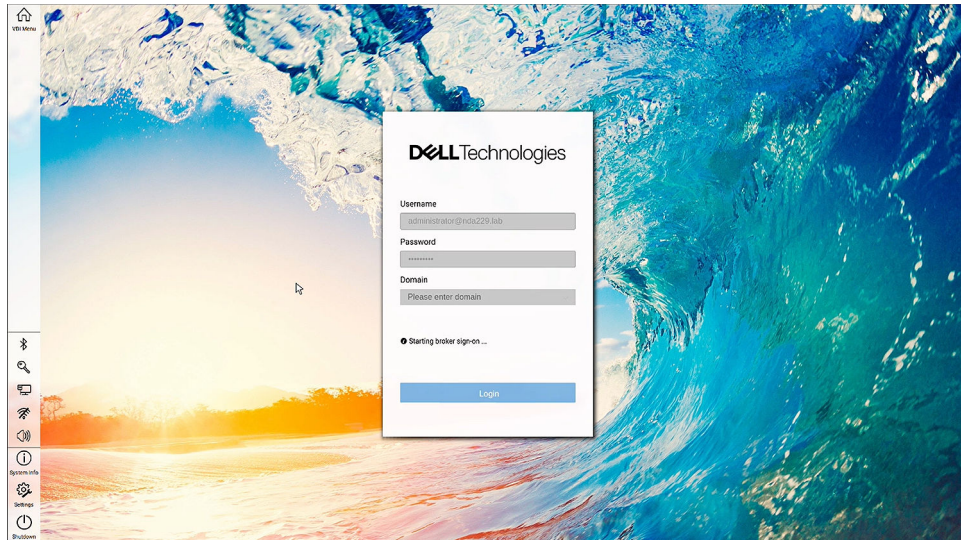 VDI Menu
DELLTechnologies
Username
administrator@nda229.lab
Password
*********
Domain
Please enter domain
Starting broker sign-on ...
Login
System Info
Settings
Shutdown